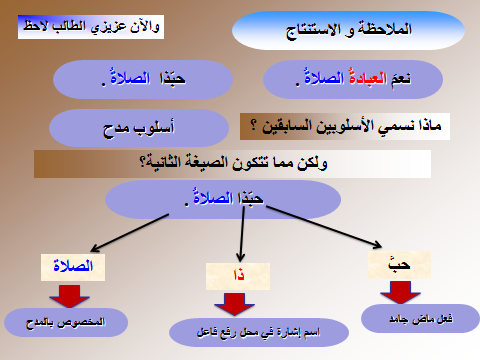 الملاحظة و الاستنتاج
والآن عزيزي الطالب لاحظ
نعمَ العبادةُ الصلاةُ .
حبّذا الصلاةُ .
ماذا نسمي الأسلوبين السابقين ؟
أسلوب مدح
ولكن مما تتكون الصيغة الثانية؟
حبّذا الصلاةُ .
حبَّ
ذا
الصلاة
فعل ماض جامد
اسم إشارة في محل رفع فاعل
المخصوص بالمدح